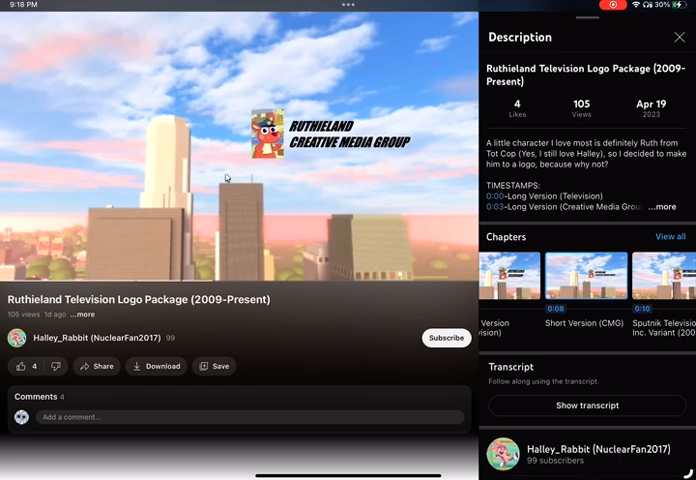 9:18 PM
30%
RUTHIELAND
CREATIVE MEDIA GROUP
Ruthieland Television Logo Package (2009-Present)
105 views 1d ago ...more
Halley_Rabbit (NuclearFan2017) 99
Subscribe
4
Share
Download
Save
Comments 4
Add a comment...
Description
Ruthieland Television Logo Package (2009-
Present)
4
Likes
105
Views
Apr 19
2023
A little character I love most is definitely Ruth from
Tot Cop (Yes, I still love Halley), so I decided to make
him to a logo, because why not?
TIMESTAMPS:
0:00-Long Version (Television)
0:03-Long Version (Creative Media Grou ...more
Chapters
View all
0:08
0:10
Version
vision)
Short Version (CMG)
Sputnik Televisio
Inc. Variant (200
Transcript
Follow along using the transcript.
Show transcript
Halley_Rabbit (NuclearFan2017)
99 subscribers